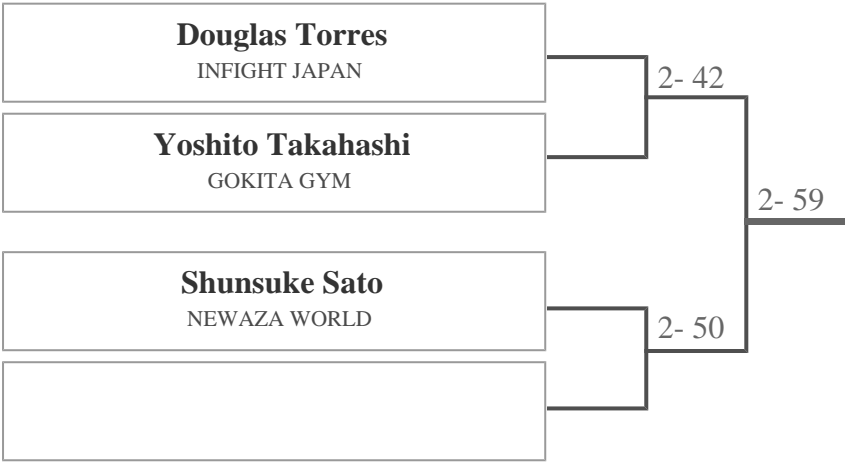 Douglas Torres
INFIGHT JAPAN
2- 42
Yoshito Takahashi
GOKITA GYM
2- 59
Shunsuke Sato
NEWAZA WORLD
2- 50